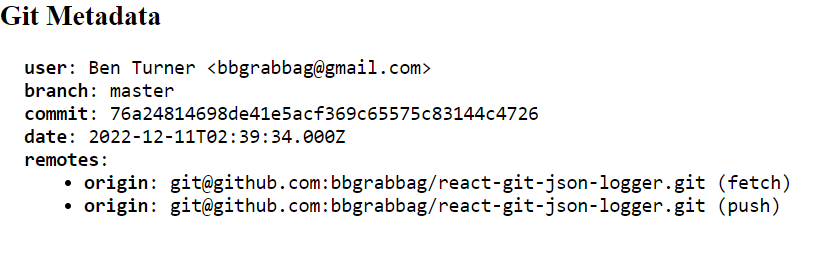 Git Metadata
user: Ben Turner <bbgrabbag@gmail.com>
branch: master
commit: 76a24814698de41e5acf369c65575c83144c4726
date: 2022-12-11T02:39:34.000Z
remotes:
• origin: git@github.com:bbgrabbag/react-git-json-logger.git (fetch)
• origin: git@github.com:bbgrabbag/react-git-json-logger.git (push)